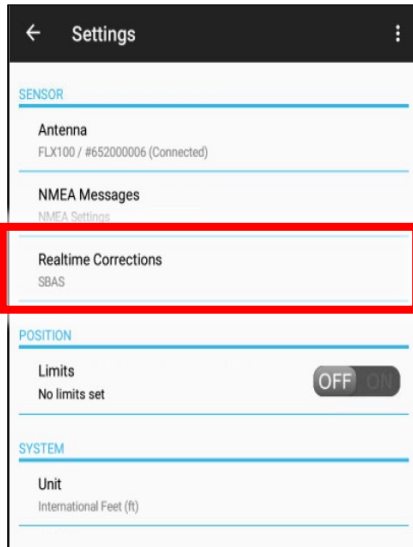 Settings
SENSOR
Antenna
FLX100 / #652000006 (Connected)
NMEA Messages
NMEA Settings
Realtime Corrections
SBAS
POSITION
Limits
No limits set
OFF ON
SYSTEM
Unit
International Feet (ft)